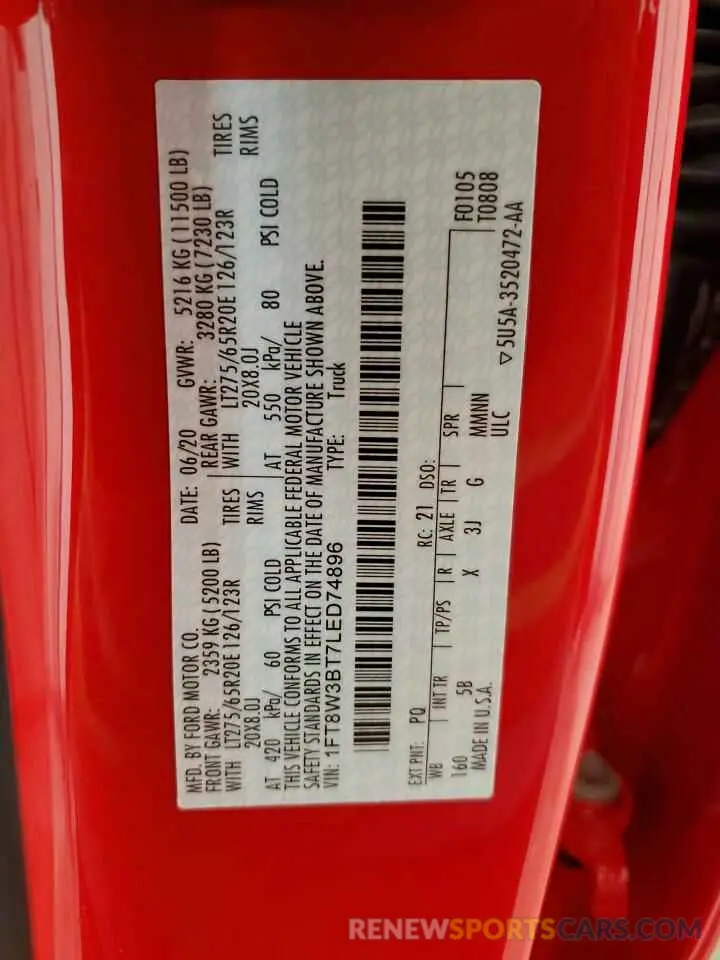 MFD. BY FORD MOTOR CO.
DATE: 06/20 GVWR: 5216 KG (11500 LB)
FRONT GAWR: 2359 KG (5200 LB) REAR GAWR: 3280 KG (7230 LB)
WITH LT275/65R20E 126/123R TIRES WITH LT275/65R20E 126/123R TIRES
20X8.0J RIMS 20X8.0J RIMS
AT 420 kPa/ 60 PSI COLD AT 550 kPa/ 80 PSI COLD
THIS VEHICLE CONFORMS TO ALL APPLICABLE FEDERAL MOTOR VEHICLE
SAFETY STANDARDS IN EFFECT ON THE DATE OF MANUFACTURE SHOWN ABOVE.
VIN: 1FT8W3BT7LED74896 TYPE: Truck
EXT PNT: PQ RC: 21 DSO: F0105
WB INT TR TP/PS R AXLE TR SPR T0808
160 5B X 3J G MMNN
MADE IN U.S.A. ULC
▽5U5A-3520472-AA
RENEWSPORTSCARS.COM